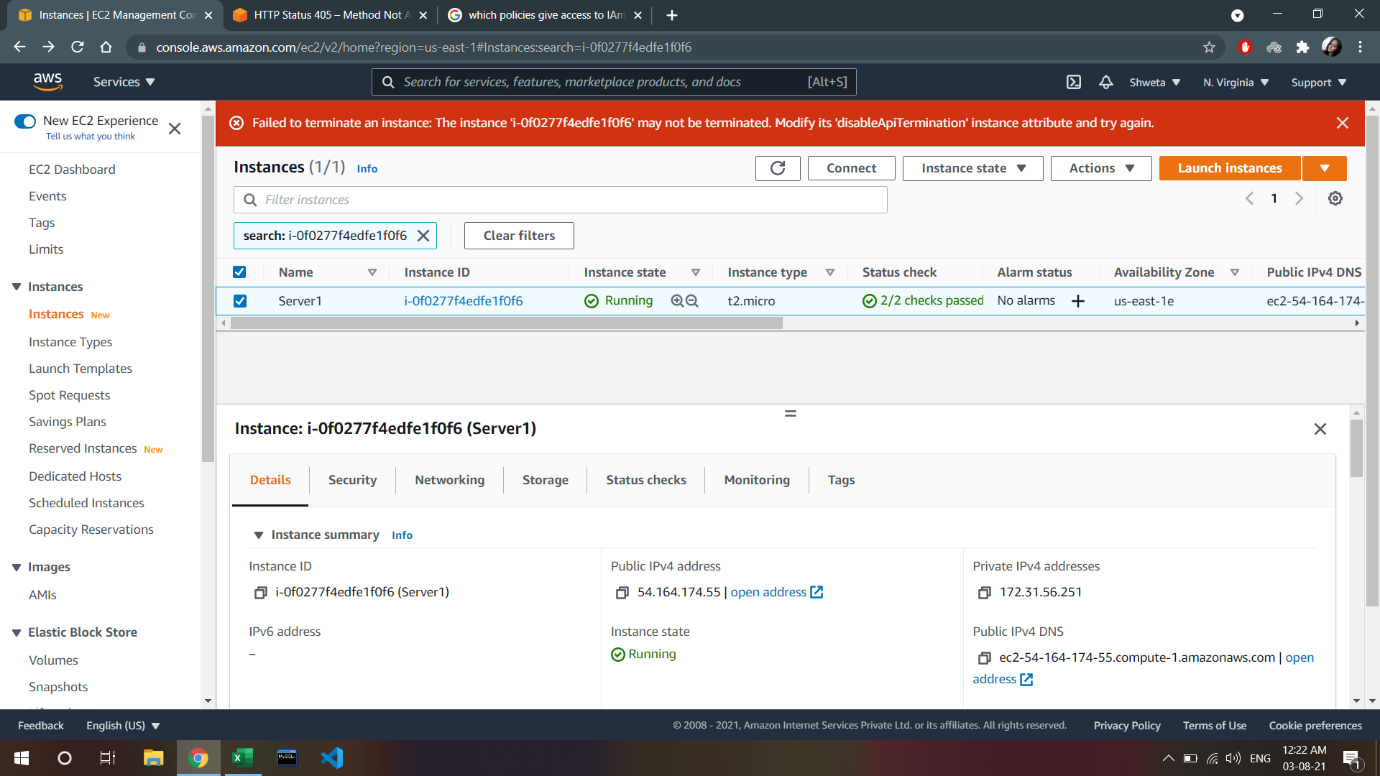 Instances | EC2 Management Con
HTTP Status 405 – Method Not A
which policies give access to IAm
console.aws.amazon.com/ec2/v2/home?region=us-east-1#Instances:search=i-0f0277f4edfe1f0f6
aws
Services
Search for services, features, marketplace products, and docs
[Alt+S]
Shweta
N. Virginia
Support
New EC2 Experience
Tell us what you think
Failed to terminate an instance: The instance 'i-0f0277f4edfe1f0f6' may not be terminated. Modify its 'disableApiTermination' instance attribute and try again.
EC2 Dashboard
Events
Tags
Limits
Instances
Instances New
Instance Types
Launch Templates
Spot Requests
Savings Plans
Reserved Instances New
Dedicated Hosts
Scheduled Instances
Capacity Reservations
Images
AMIs
Elastic Block Store
Volumes
Snapshots
Instances (1/1) Info
Connect
Instance state
Actions
Launch instances
Filter instances
1
search: i-0f0277f4edfe1f0f6
Clear filters
Name Instance ID Instance state Instance type Status check Alarm status Availability Zone Public IPv4 DNS
Server1 i-0f0277f4edfe1f0f6 Running t2.micro 2/2 checks passed No alarms us-east-1e ec2-54-164-174-
Instance: i-0f0277f4edfe1f0f6 (Server1)
Details Security Networking Storage Status checks Monitoring Tags
Instance summary Info
Instance ID
i-0f0277f4edfe1f0f6 (Server1)
Public IPv4 address
54.164.174.55 | open address
Private IPv4 addresses
172.31.56.251
IPv6 address
–
Instance state
Running
Public IPv4 DNS
ec2-54-164-174-55.compute-1.amazonaws.com | open
address
Feedback
English (US)
© 2008 - 2021, Amazon Internet Services Private Ltd. or its affiliates. All rights reserved.
Privacy Policy
Terms of Use
Cookie preferences
MySQL
ENG
12:22 AM
03-08-21
1